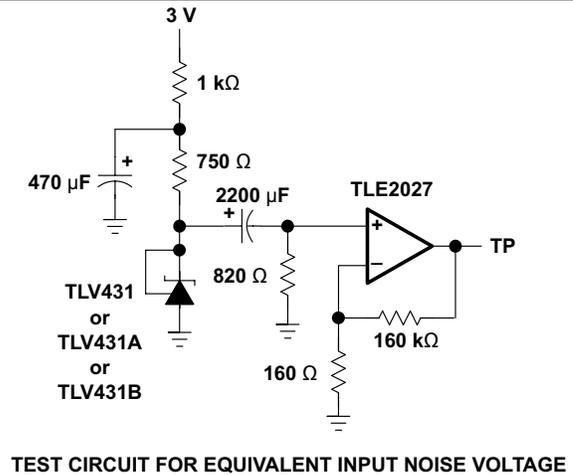 3 V
1 kΩ
750 Ω
470 μF
+
2200 μF
+
TLE2027
+
−
TP
820 Ω
TLV431
or
TLV431A
or
TLV431B
160 kΩ
160 Ω
TEST CIRCUIT FOR EQUIVALENT INPUT NOISE VOLTAGE